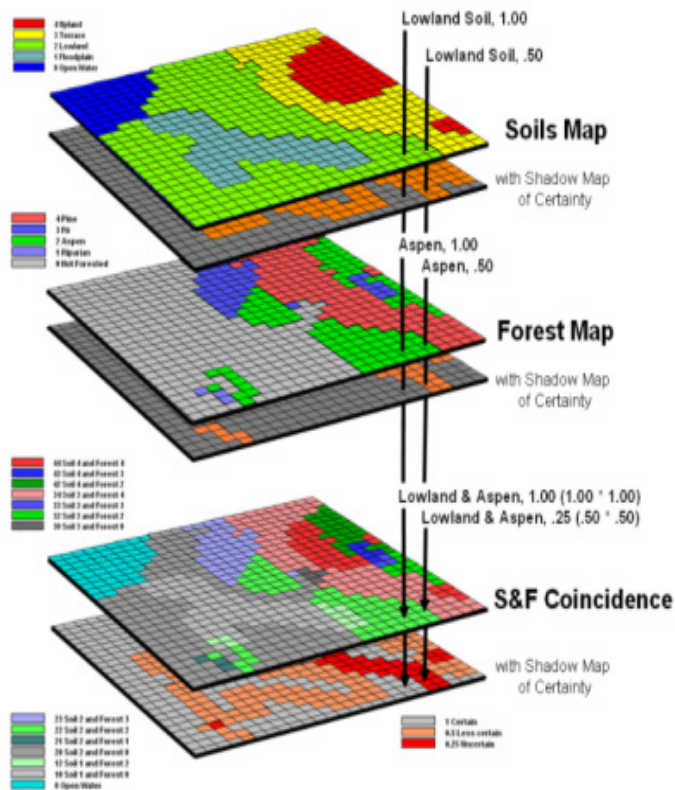 4 Upland
3 Terrace
2 Lowland
1 Floodplain
0 Open Water
Lowland Soil, 1.00
Lowland Soil, .50
Soils Map
with Shadow Map
of Certainty
4 Pine
3 Fir
2 Aspen
1 Riparian
0 Not Forested
Aspen, 1.00
Aspen, .50
Forest Map
with Shadow Map
of Certainty
Soil 4 and Forest 4
43 Soil 4 and Forest 3
42 Soil 4 and Forest 2
34 Soil 3 and Forest 4
33 Soil 3 and Forest 3
32 Soil 3 and Forest 2
30 Soil 3 and Forest 0
Lowland & Aspen, 1.00 (1.00 * 1.00)
Lowland & Aspen, .25 (.50 * .50)
S&F Coincidence
with Shadow Map
of Certainty
23 Soil 2 and Forest 3
22 Soil 2 and Forest 2
21 Soil 2 and Forest 1
20 Soil 2 and Forest 0
12 Soil 1 and Forest 2
10 Soil 1 and Forest 0
0 Open Water
1 Certain
0.5 Less certain
0.25 Uncertain